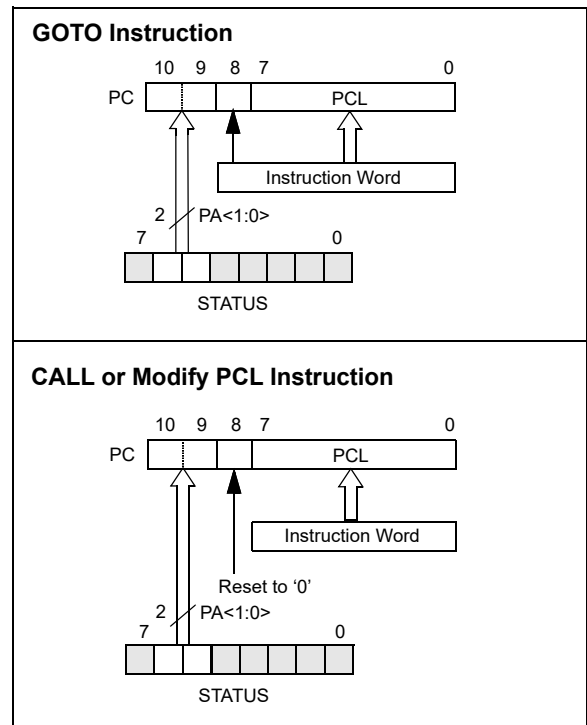 GOTO Instruction
10 9 8 7 0
PC PCL
Instruction Word
2 PA<1:0>
7 0
STATUS
CALL or Modify PCL Instruction
10 9 8 7 0
PC PCL
Instruction Word
Reset to ‘0’
2 PA<1:0>
7 0
STATUS